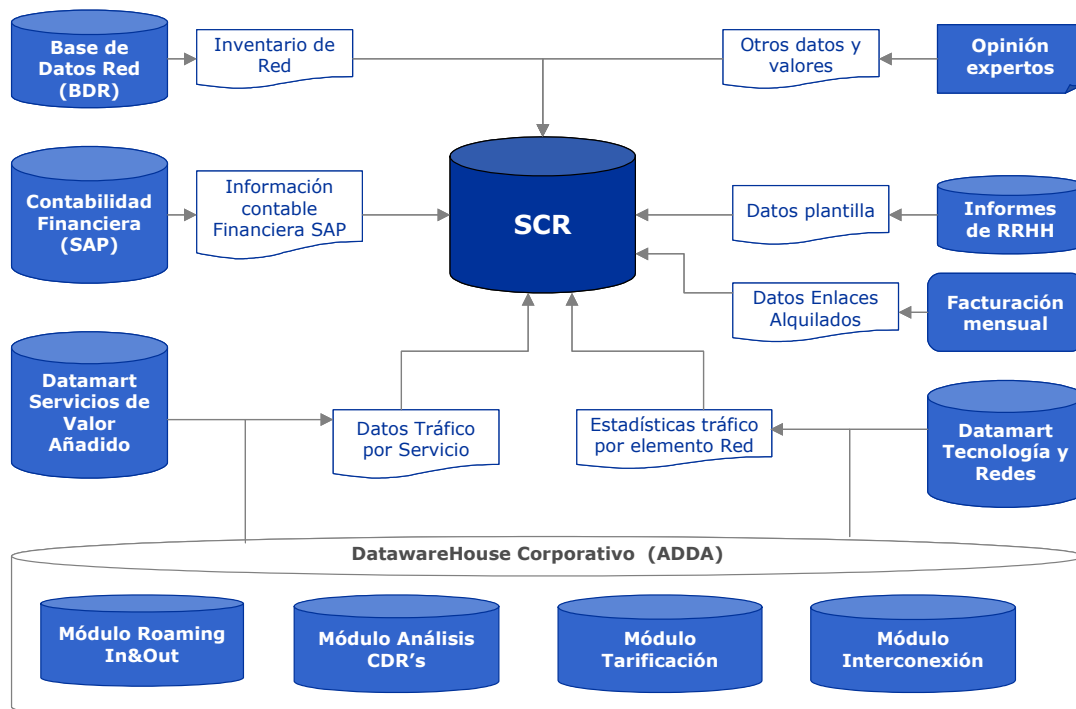 Base de
Datos Red
(BDR)
Inventario de
Red
Otros datos y
valores
Opinión
expertos
Contabilidad
Financiera
(SAP)
Información
contable
Financiera SAP
SCR
Datos plantilla
Informes
de RRHH
Datos Enlaces
Alquilados
Facturación
mensual
Datamart
Servicios de
Valor
Añadido
Datos Tráfico
por Servicio
Estadísticas tráfico
por elemento Red
Datamart
Tecnología y
Redes
DatawareHouse Corporativo (ADDA)
Módulo Roaming
In&Out
Módulo Análisis
CDR’s
Módulo
Tarificación
Módulo
Interconexión